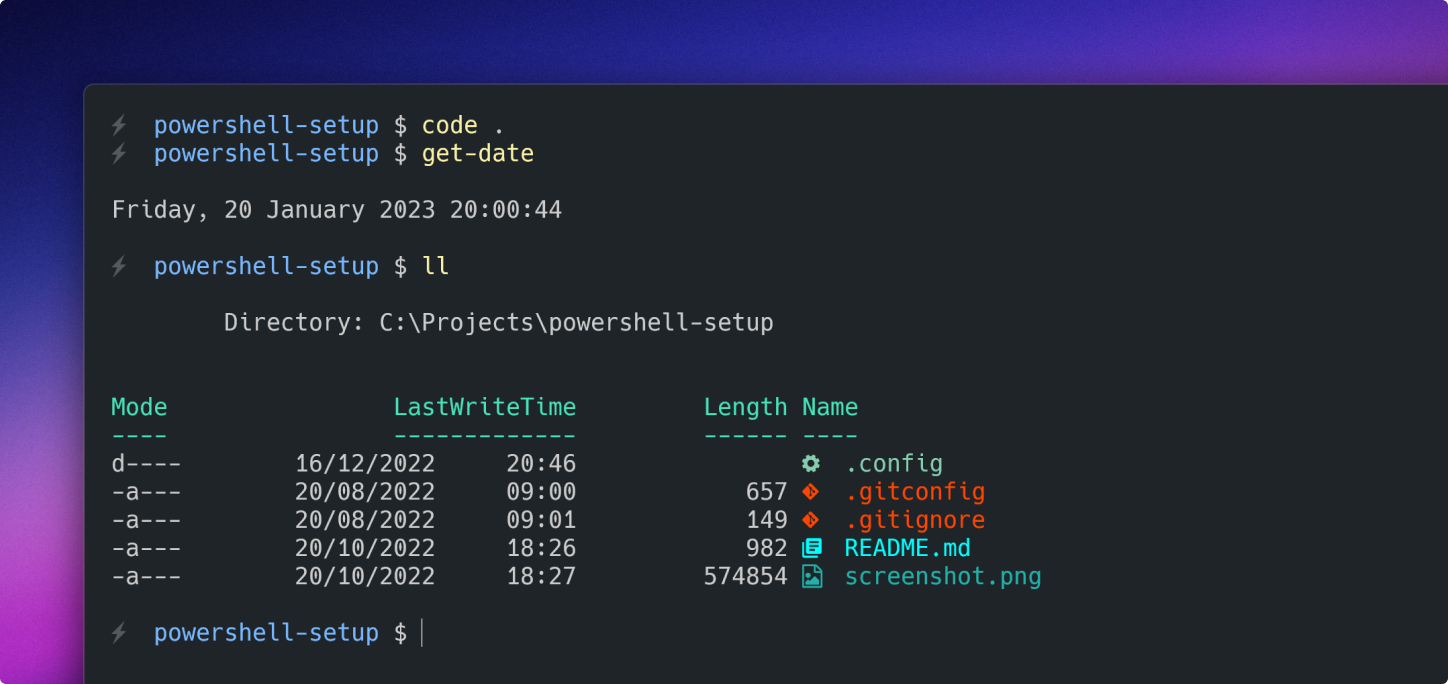 ⚡ powershell-setup $ code .
⚡ powershell-setup $ get-date
Friday, 20 January 2023 20:00:44
⚡ powershell-setup $ ll
Directory: C:\Projects\powershell-setup
Mode LastWriteTime Length Name
---- ------------- ------ ----
d---- 16/12/2022 20:46 .config
-a--- 20/08/2022 09:00 657 .gitconfig
-a--- 20/08/2022 09:01 149 .gitignore
-a--- 20/10/2022 18:26 982 README.md
-a--- 20/10/2022 18:27 574854 screenshot.png
⚡ powershell-setup $